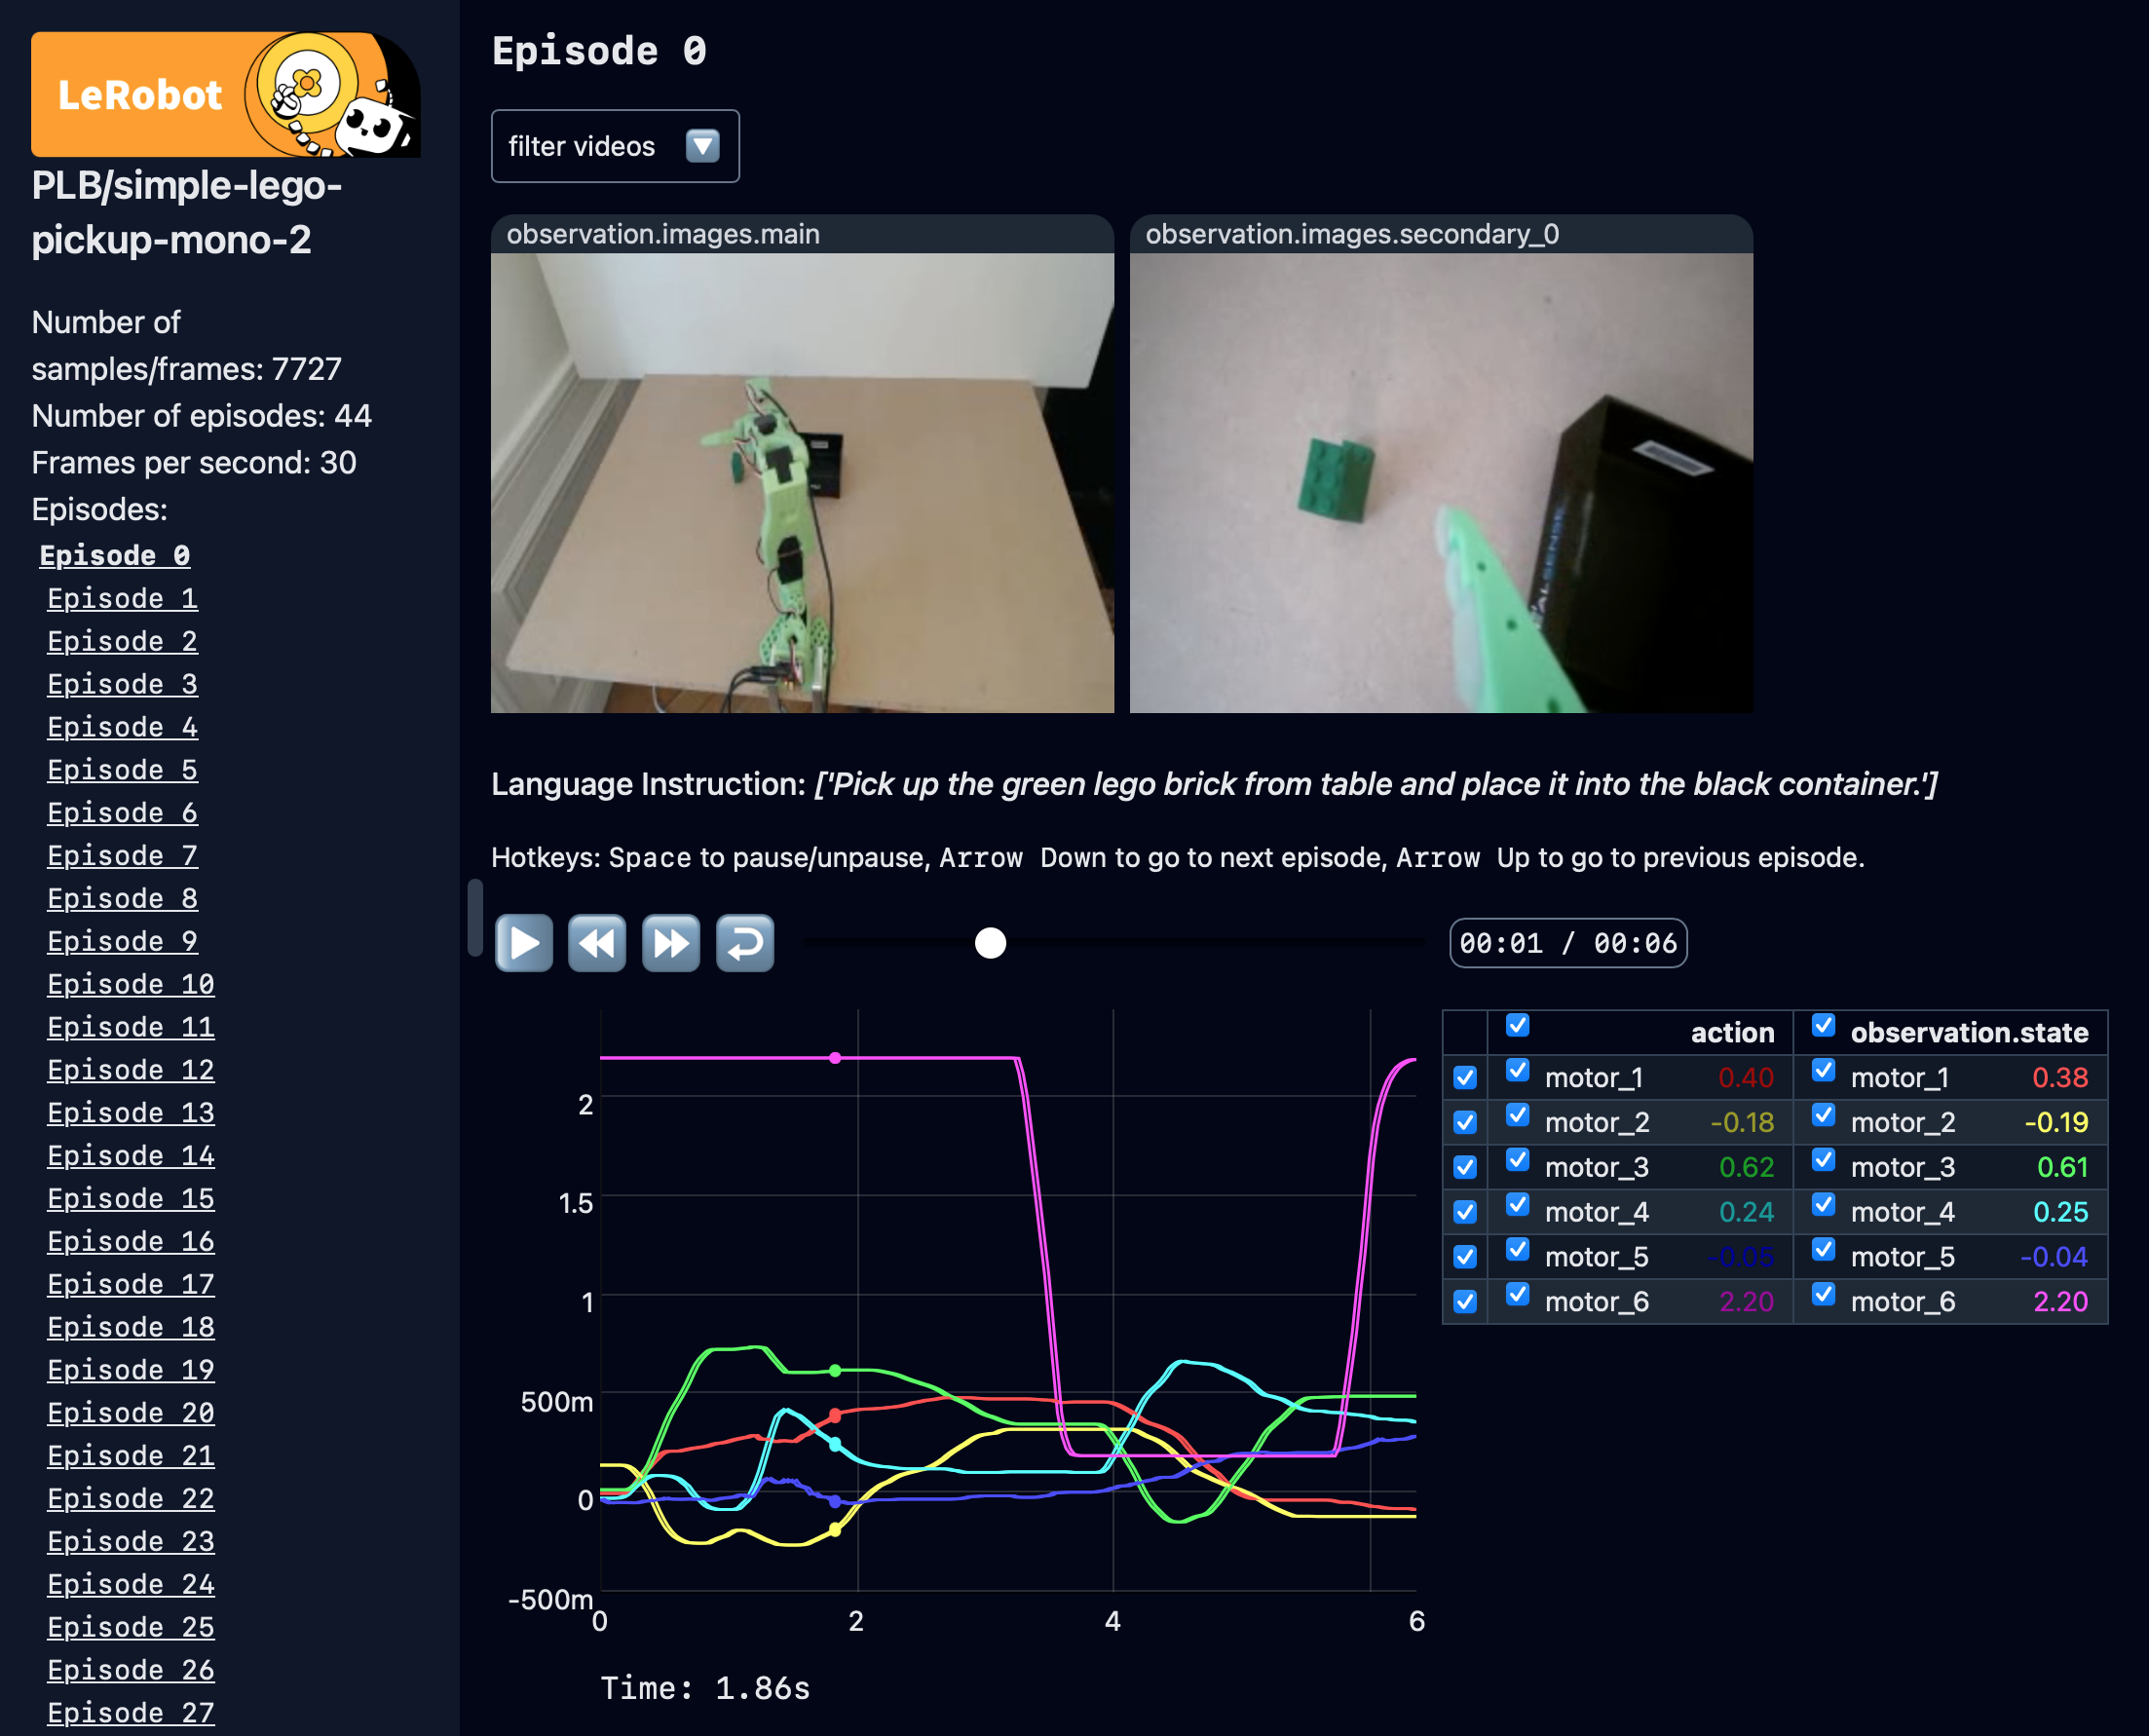 LeRobot
PLB/simple-lego-
pickup-mono-2
Number of
samples/frames: 7727
Number of episodes: 44
Frames per second: 30
Episodes:
Episode 0
Episode 1
Episode 2
Episode 3
Episode 4
Episode 5
Episode 6
Episode 7
Episode 8
Episode 9
Episode 10
Episode 11
Episode 12
Episode 13
Episode 14
Episode 15
Episode 16
Episode 17
Episode 18
Episode 19
Episode 20
Episode 21
Episode 22
Episode 23
Episode 24
Episode 25
Episode 26
Episode 27
Episode 0
filter videos
observation.images.main
observation.images.secondary_0
Language Instruction: ['Pick up the green lego brick from table and place it into the black container.']
Hotkeys: Space to pause/unpause, Arrow Down to go to next episode, Arrow Up to go to previous episode.
00:01 / 00:06
2
1.5
1
500m
0
-500m
0 2 4 6
Time: 1.86s
action observation.state
motor_1 0.40 motor_1 0.38
motor_2 -0.18 motor_2 -0.19
motor_3 0.62 motor_3 0.61
motor_4 0.24 motor_4 0.25
motor_5 -0.05 motor_5 -0.04
motor_6 2.20 motor_6 2.20